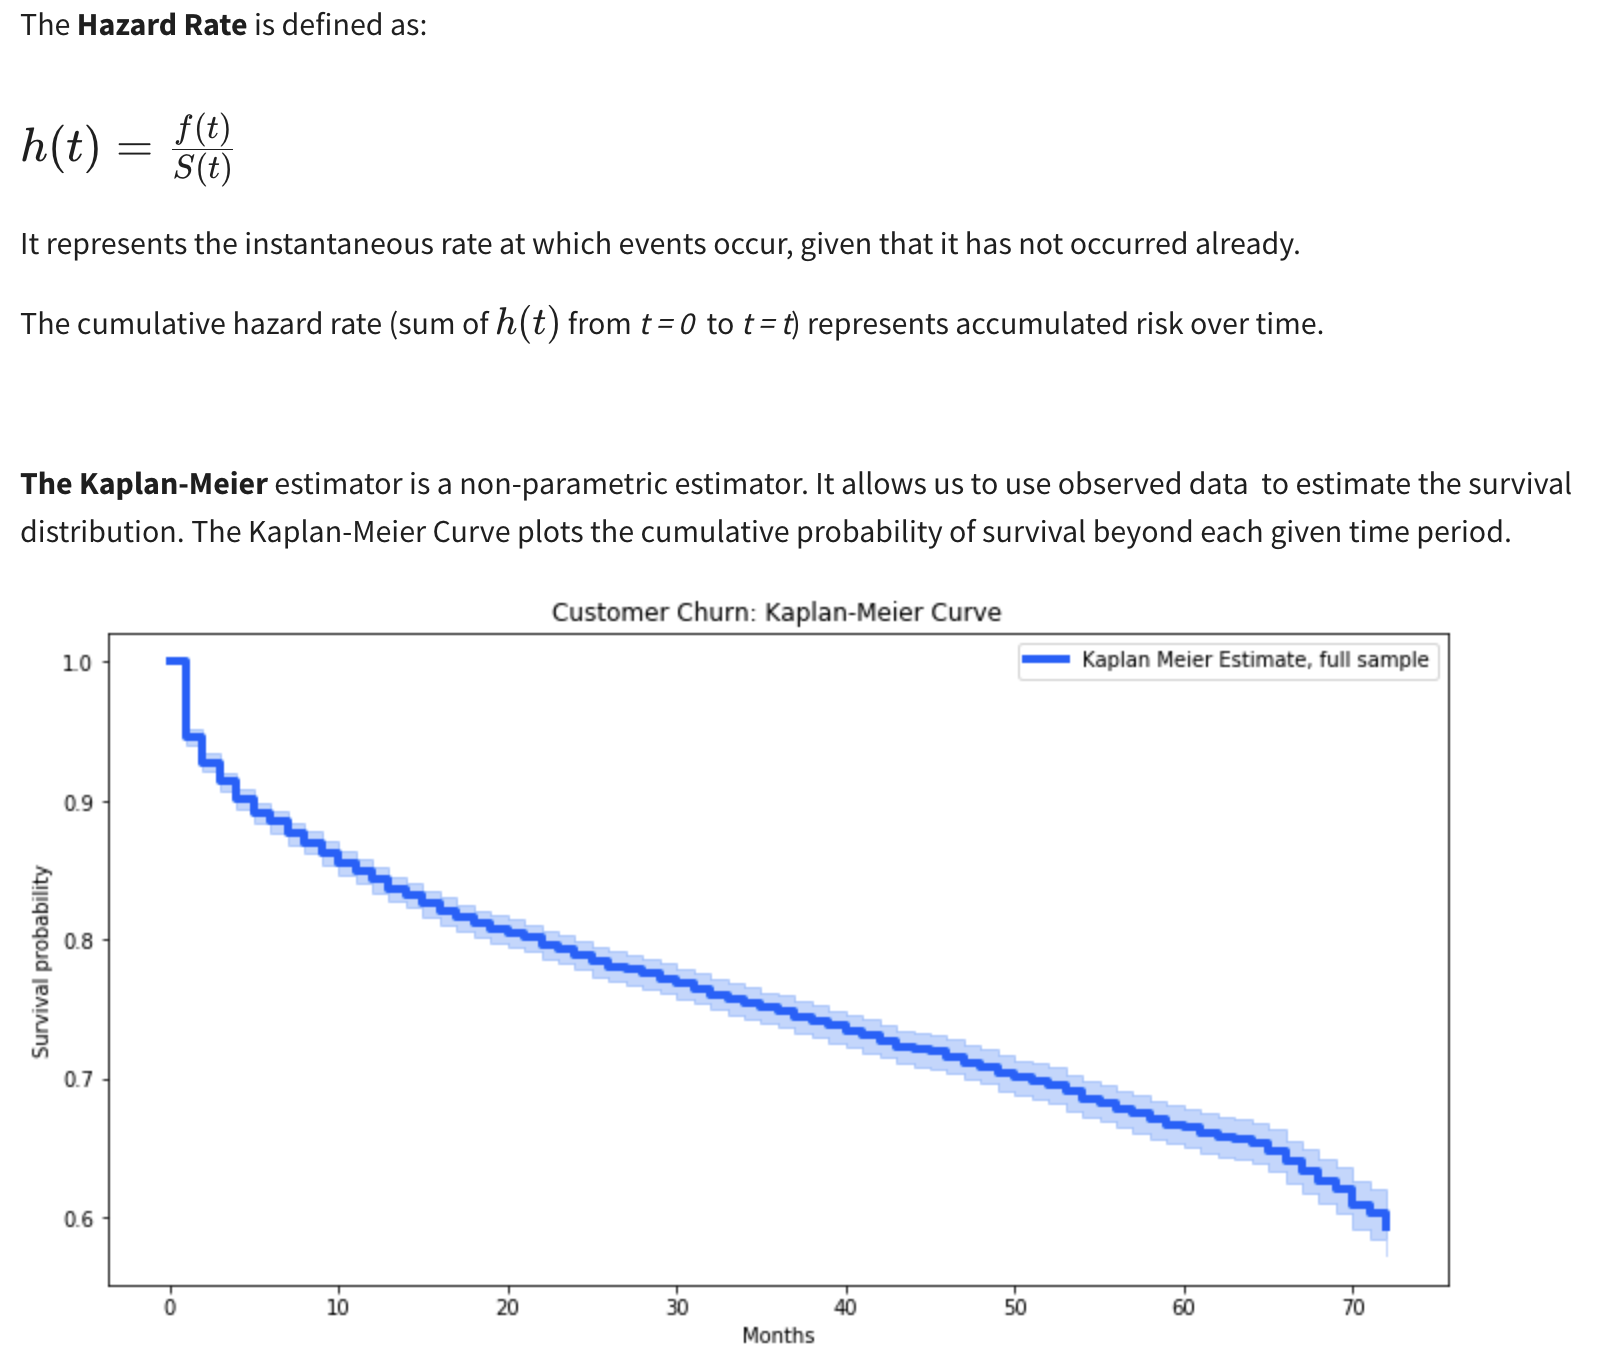 The Hazard Rate is defined as:
h(t) = f(t)/S(t)
It represents the instantaneous rate at which events occur, given that it has not occurred already.
The cumulative hazard rate (sum of h(t) from t = 0 to t = t) represents accumulated risk over time.
The Kaplan-Meier estimator is a non-parametric estimator. It allows us to use observed data to estimate the survival
distribution. The Kaplan-Meier Curve plots the cumulative probability of survival beyond each given time period.
Customer Churn: Kaplan-Meier Curve
Kaplan Meier Estimate, full sample
Survival probability
1.0
0.9
0.8
0.7
0.6
0 10 20 30 40 50 60 70
Months